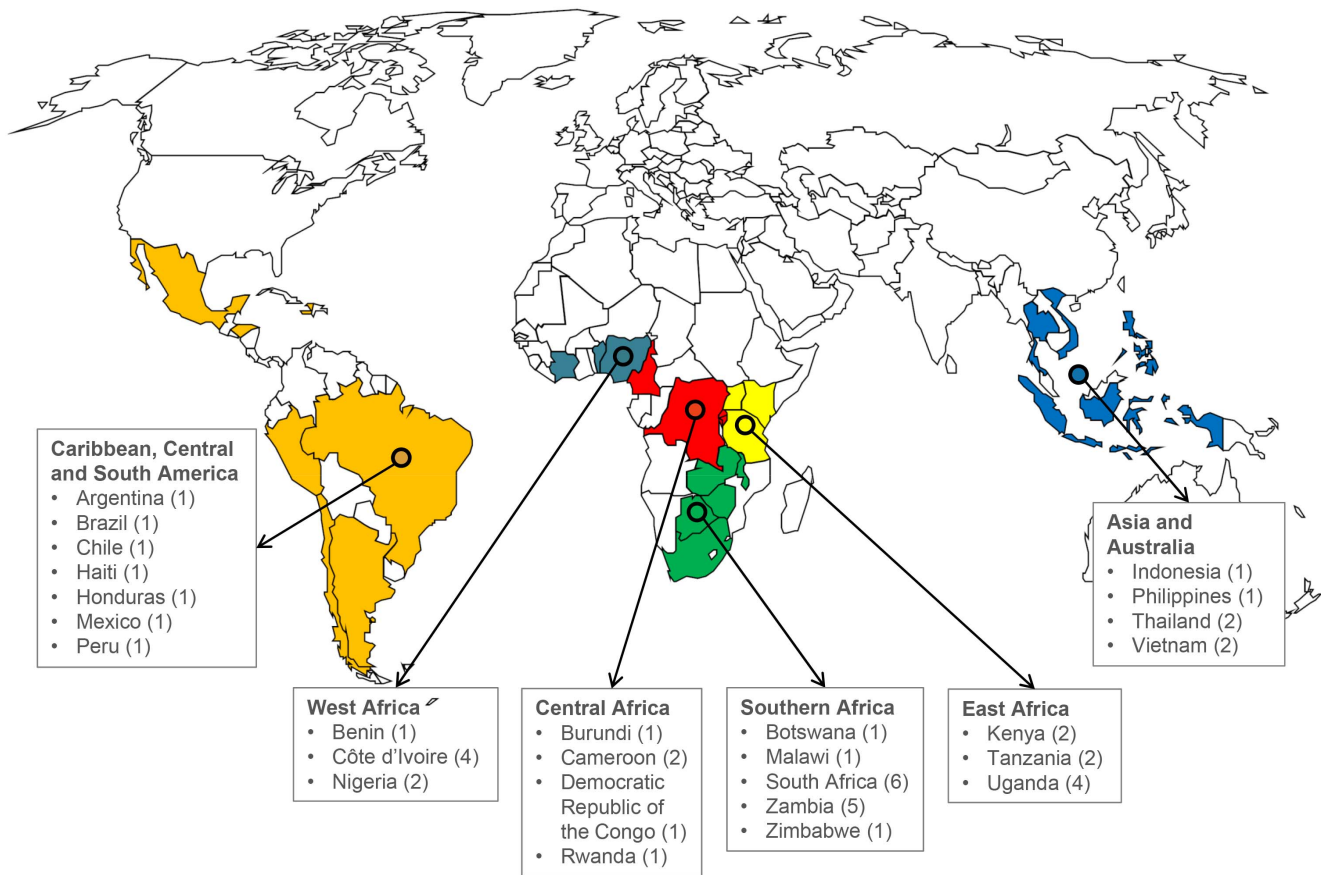 Caribbean, Central
and South America
• Argentina (1)
• Brazil (1)
• Chile (1)
• Haiti (1)
• Honduras (1)
• Mexico (1)
• Peru (1)
West Africa
• Benin (1)
• Côte d’Ivoire (4)
• Nigeria (2)
Central Africa
• Burundi (1)
• Cameroon (2)
• Democratic
Republic of
the Congo (1)
• Rwanda (1)
Southern Africa
• Botswana (1)
• Malawi (1)
• South Africa (6)
• Zambia (5)
• Zimbabwe (1)
East Africa
• Kenya (2)
• Tanzania (2)
• Uganda (4)
Asia and
Australia
• Indonesia (1)
• Philippines (1)
• Thailand (2)
• Vietnam (2)